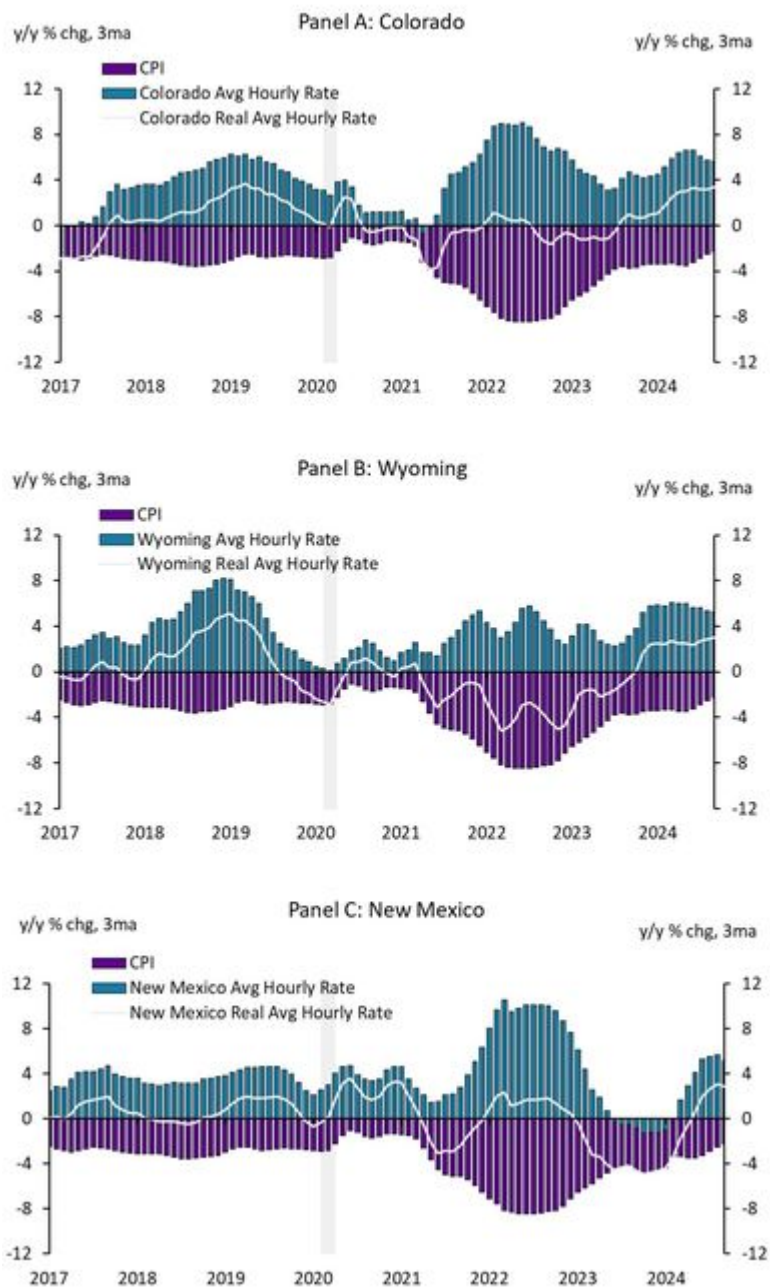 Panel A: Colorado
y/y % chg, 3ma
y/y % chg, 3ma
CPI
Colorado Avg Hourly Rate
Colorado Real Avg Hourly Rate
12 12
8 8
4 4
0 0
-4 -4
-8 -8
-12 -12
2017 2018 2019 2020 2021 2022 2023 2024
Panel B: Wyoming
y/y % chg, 3ma
y/y % chg, 3ma
CPI
Wyoming Avg Hourly Rate
Wyoming Real Avg Hourly Rate
12 12
8 8
4 4
0 0
-4 -4
-8 -8
-12 -12
2017 2018 2019 2020 2021 2022 2023 2024
Panel C: New Mexico
y/y % chg, 3ma
y/y % chg, 3ma
CPI
New Mexico Avg Hourly Rate
New Mexico Real Avg Hourly Rate
12 12
8 8
4 4
0 0
-4 -4
-8 -8
-12 -12
2017 2018 2019 2020 2021 2022 2023 2024